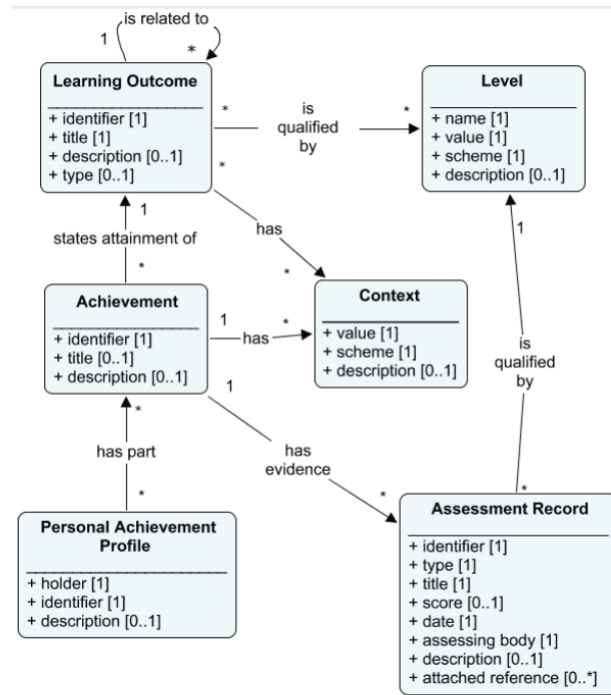 is related to
1
*
Learning Outcome
+ identifier [1]
+ title [1]
+ description [0..1]
+ type [0..1]
*
is
qualified
by
*
Level
+ name [1]
+ value [1]
+ scheme [1]
+ description [0..1]
*
has
*
1
states attainment of
*
Achievement
+ identifier [1]
+ title [0..1]
+ description [0..1]
1
has
*
Context
+ value [1]
+ scheme [1]
+ description [0..1]
1
is
qualified
by
*
1
has
evidence
*
*
has part
*
Personal Achievement
Profile
+ holder [1]
+ identifier [1]
+ description [0..1]
Assessment Record
+ identifier [1]
+ type [1]
+ title [1]
+ score [0..1]
+ date [1]
+ assessing body [1]
+ description [0..1]
+ attached reference [0..*]